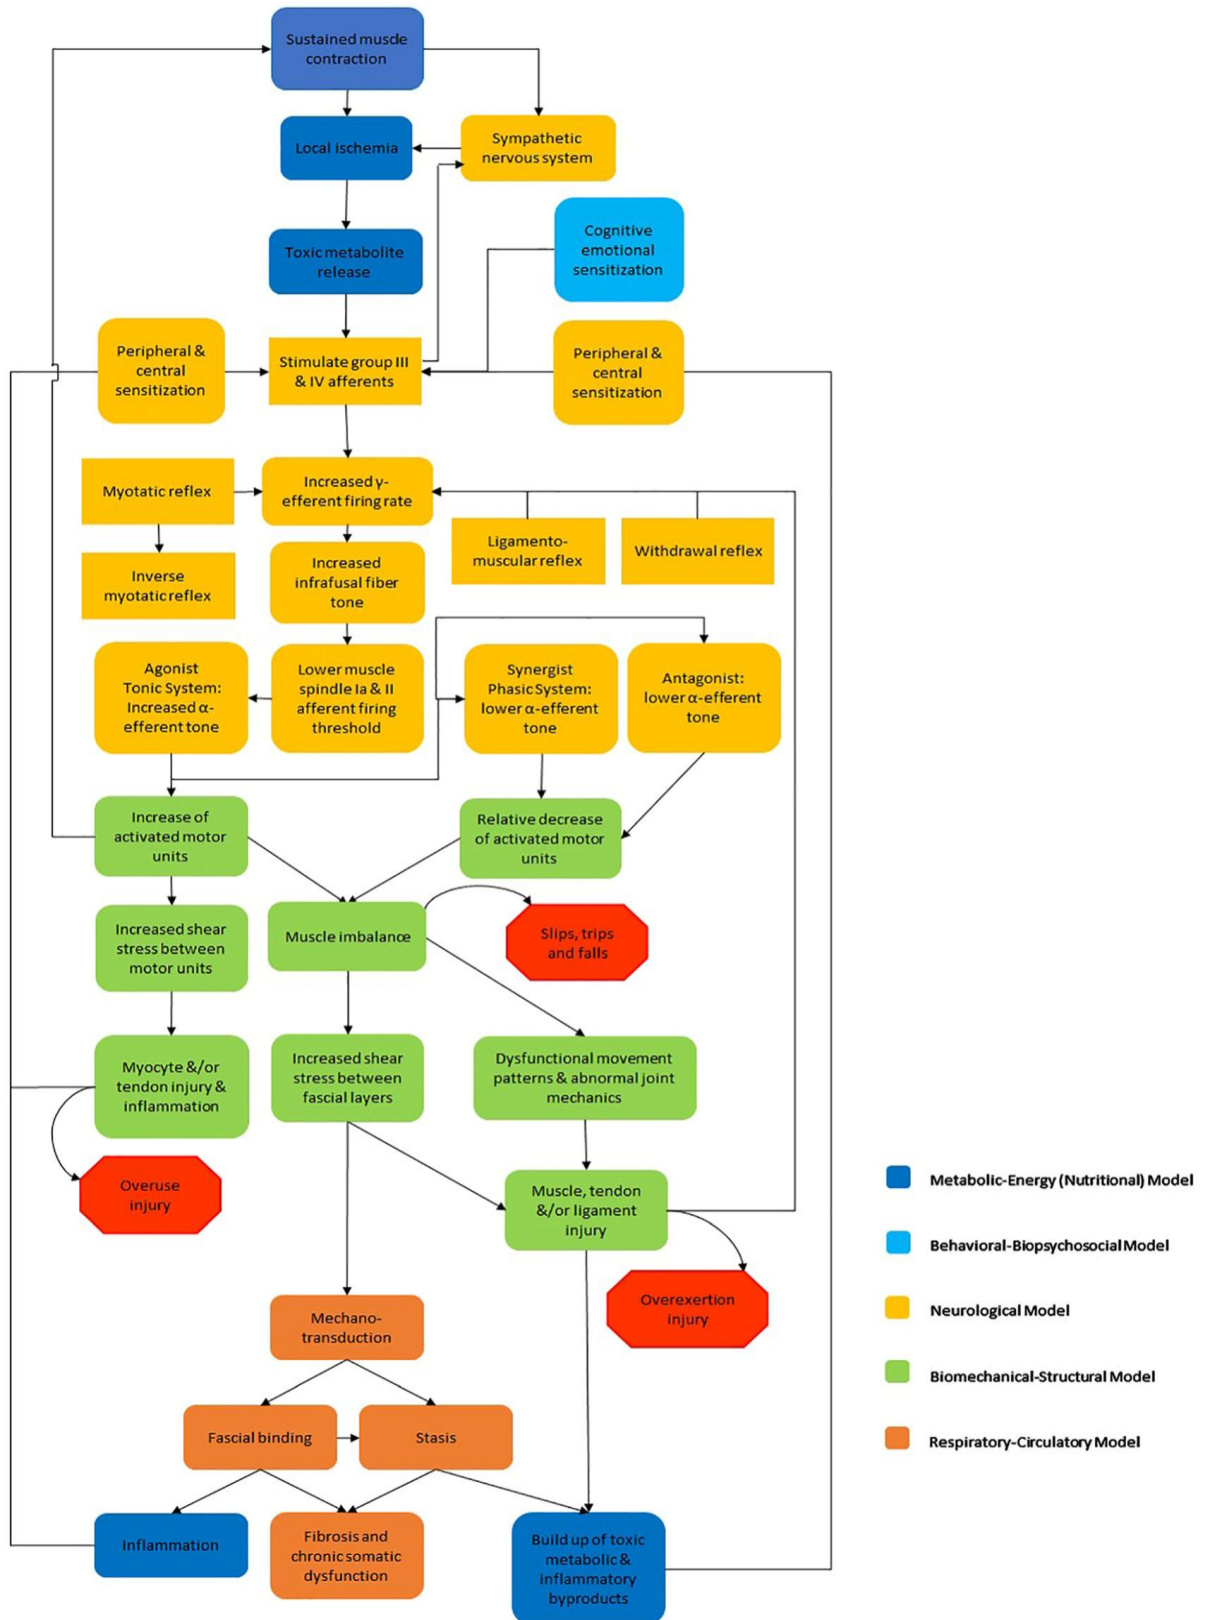 Sustained muscle
contraction
Local ischemia
Sympathetic
nervous system
Toxic metabolite
release
Cognitive
emotional
sensitization
Peripheral &
central
sensitization
Stimulate group III
& IV afferents
Peripheral &
central
sensitization
Myotatic reflex
Increased γ-
efferent firing rate
Ligamento-
muscular reflex
Withdrawal reflex
Inverse
myotatic reflex
Increased
infrafusal fiber
tone
Agonist
Tonic System:
Increased α-
efferent tone
Lower muscle
spindle Ia & II
afferent firing
threshold
Synergist
Phasic System:
lower α-efferent
tone
Antagonist:
lower α-efferent
tone
Increase of
activated motor
units
Relative decrease
of activated motor
units
Increased shear
stress between
motor units
Muscle imbalance
Slips, trips
and falls
Myocyte &/or
tendon injury &
inflammation
Increased shear
stress between
fascial layers
Dysfunctional movement
patterns & abnormal joint
mechanics
Overuse
injury
Muscle, tendon
&/or ligament
injury
Overexertion
injury
Mechano-
transduction
Fascial binding
Stasis
Inflammation
Fibrosis and
chronic somatic
dysfunction
Build up of toxic
metabolic &
inflammatory
byproducts
Metabolic-Energy (Nutritional) Model
Behavioral-Biopsychosocial Model
Neurological Model
Biomechanical-Structural Model
Respiratory-Circulatory Model